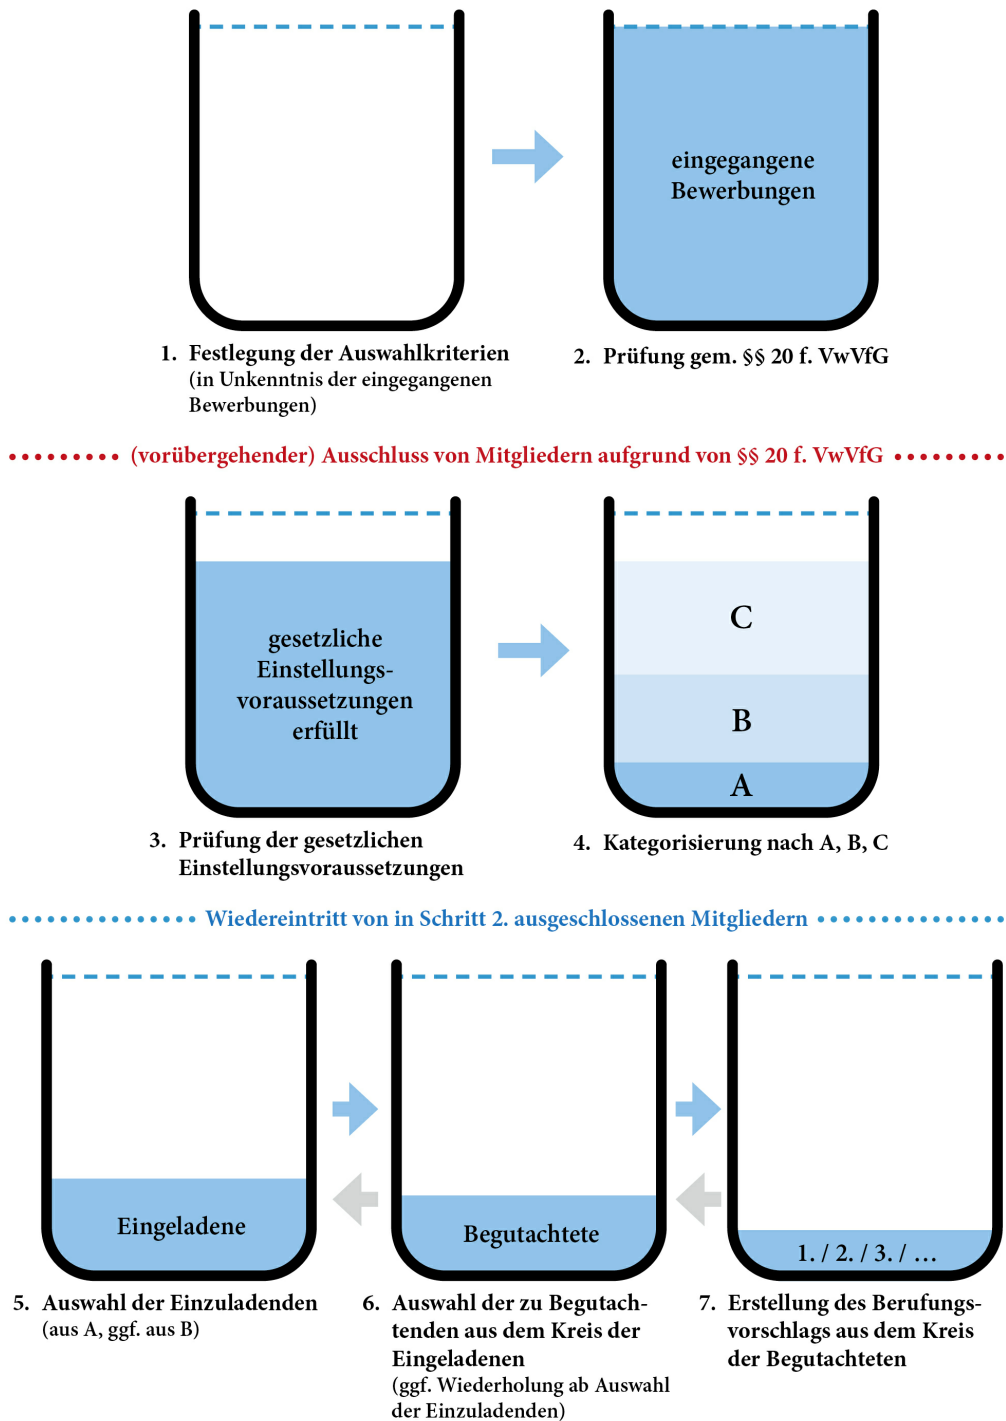 eingegangene
Bewerbungen
1. Festlegung der Auswahlkriterien
(in Unkenntnis der eingegangenen
Bewerbungen)
2. Prüfung gem. §§ 20 f. VwVfG
(vorübergehender) Ausschluss von Mitgliedern aufgrund von §§ 20 f. VwVfG
gesetzliche
Einstellungs-
voraussetzungen
erfüllt
C
B
A
3. Prüfung der gesetzlichen
Einstellungsvoraussetzungen
4. Kategorisierung nach A, B, C
Wiedereintritt von in Schritt 2. ausgeschlossenen Mitgliedern
Eingeladene
Begutachtete
1. / 2. / 3. / …
5. Auswahl der Einzuladenden
(aus A, ggf. aus B)
6. Auswahl der zu Begutach-
tenden aus dem Kreis der
Eingeladenen
(ggf. Wiederholung ab Auswahl
der Einzuladenden)
7. Erstellung des Berufungs-
vorschlags aus dem Kreis
der Begutachteten